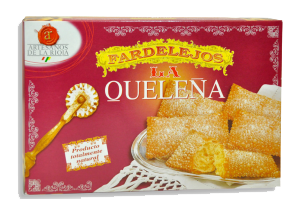 ARTESANOS
DE LA RIOJA
FARDELEJOS
LA
QUELEÑA
Producto
totalmente
natural